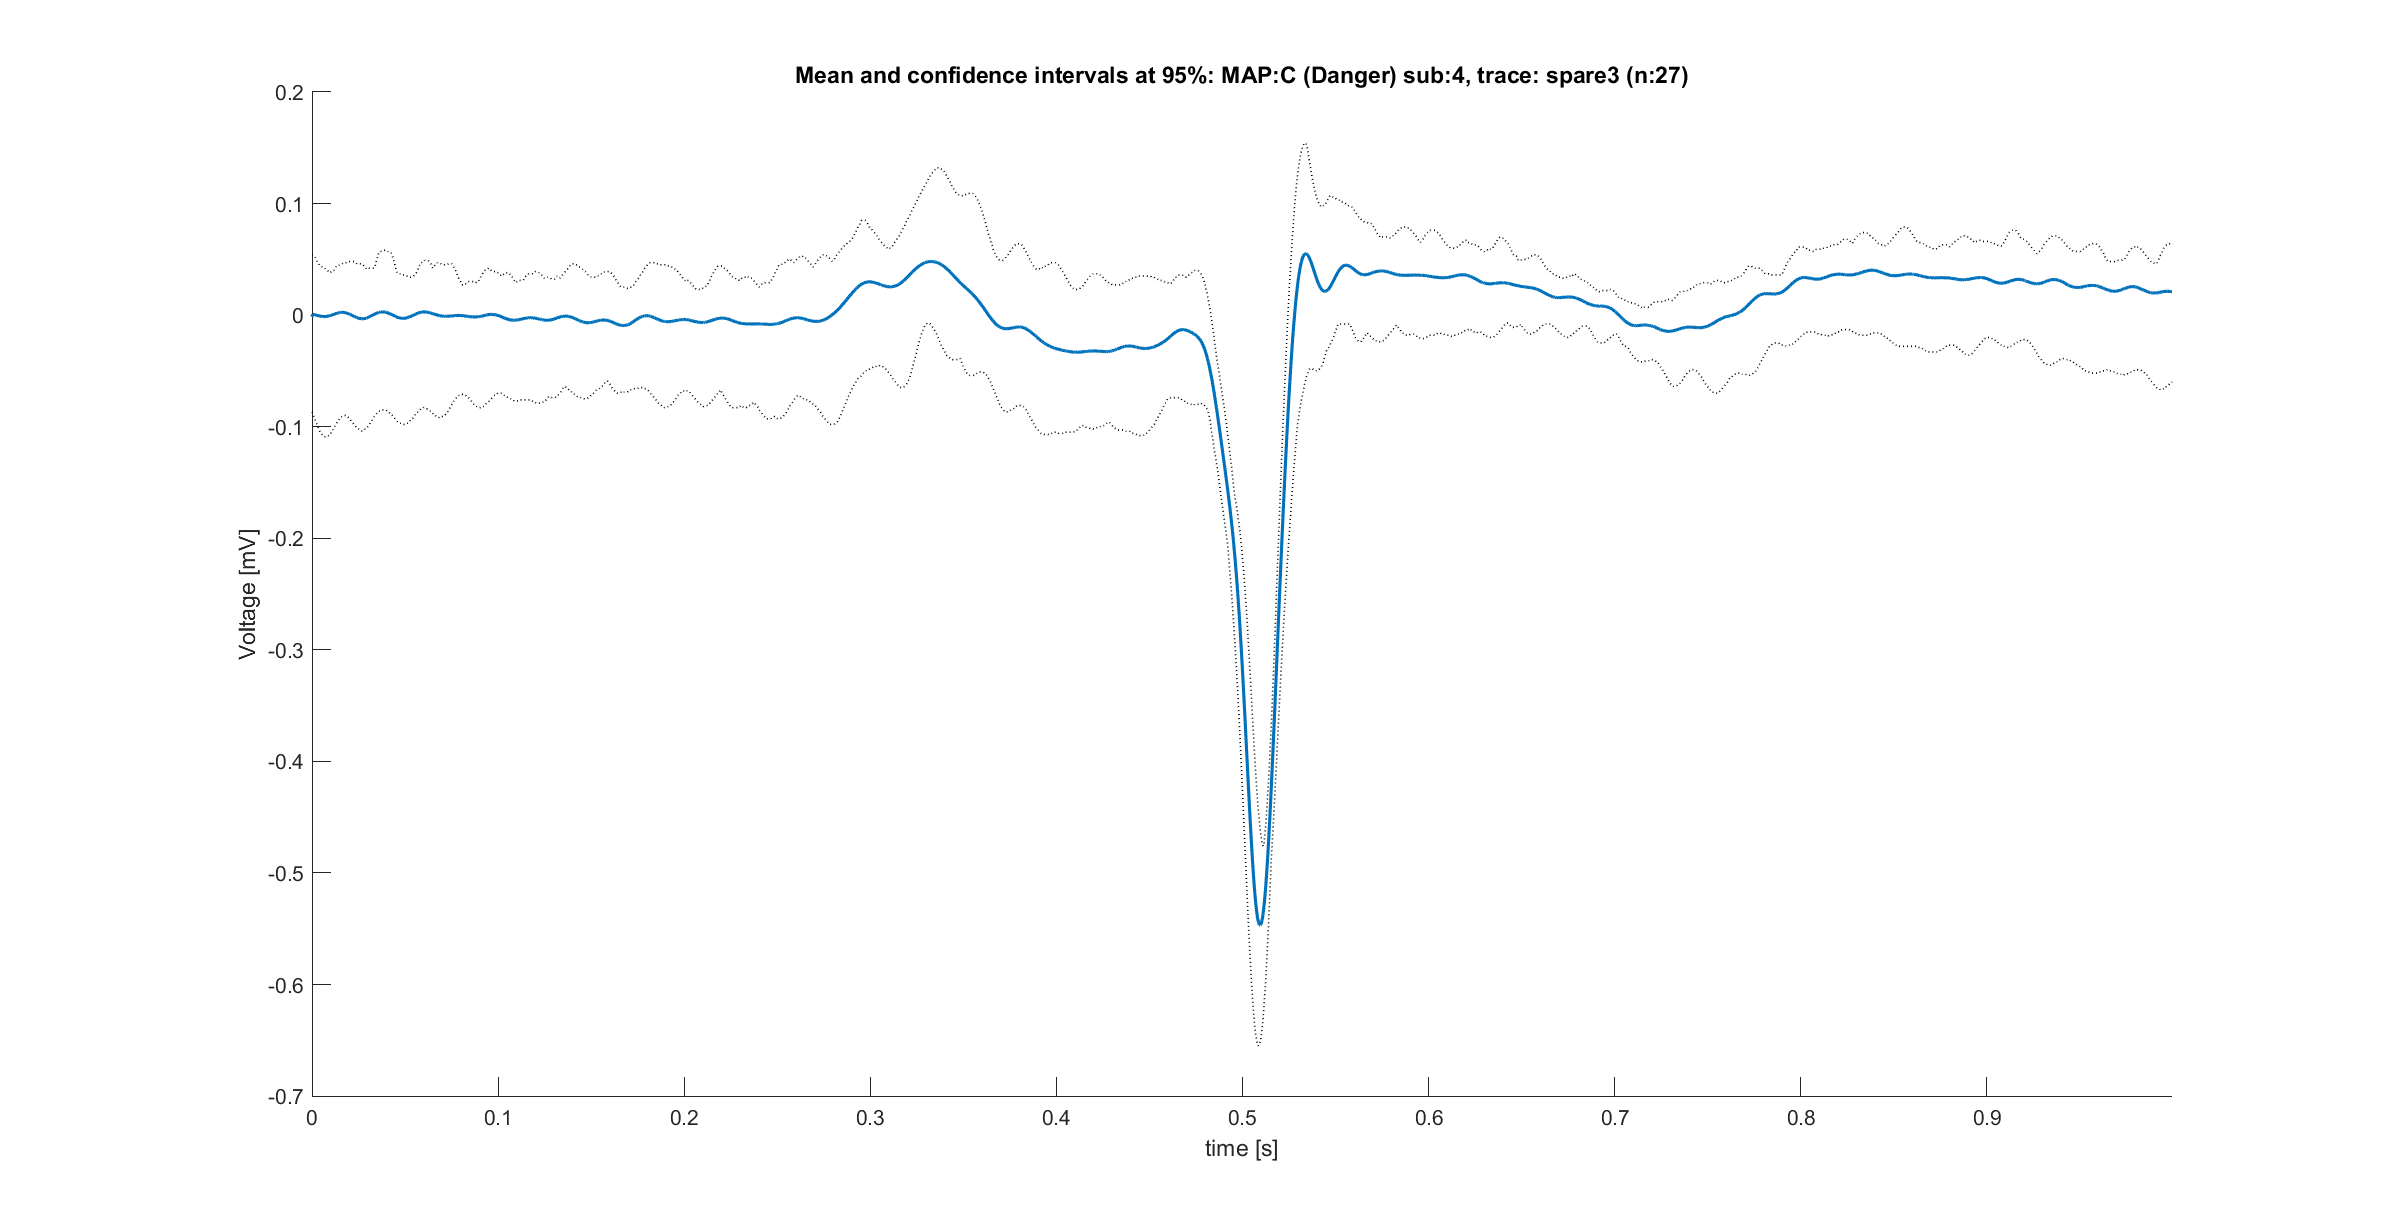 Mean and confidence intervals at 95%: MAP:C (Danger) sub:4, trace: spare3 (n:27)
0.2
0.1
0
-0.1
-0.2
-0.3
-0.4
-0.5
-0.6
-0.7
Voltage [mV]
0 0.1 0.2 0.3 0.4 0.5 0.6 0.7 0.8 0.9
time [s]